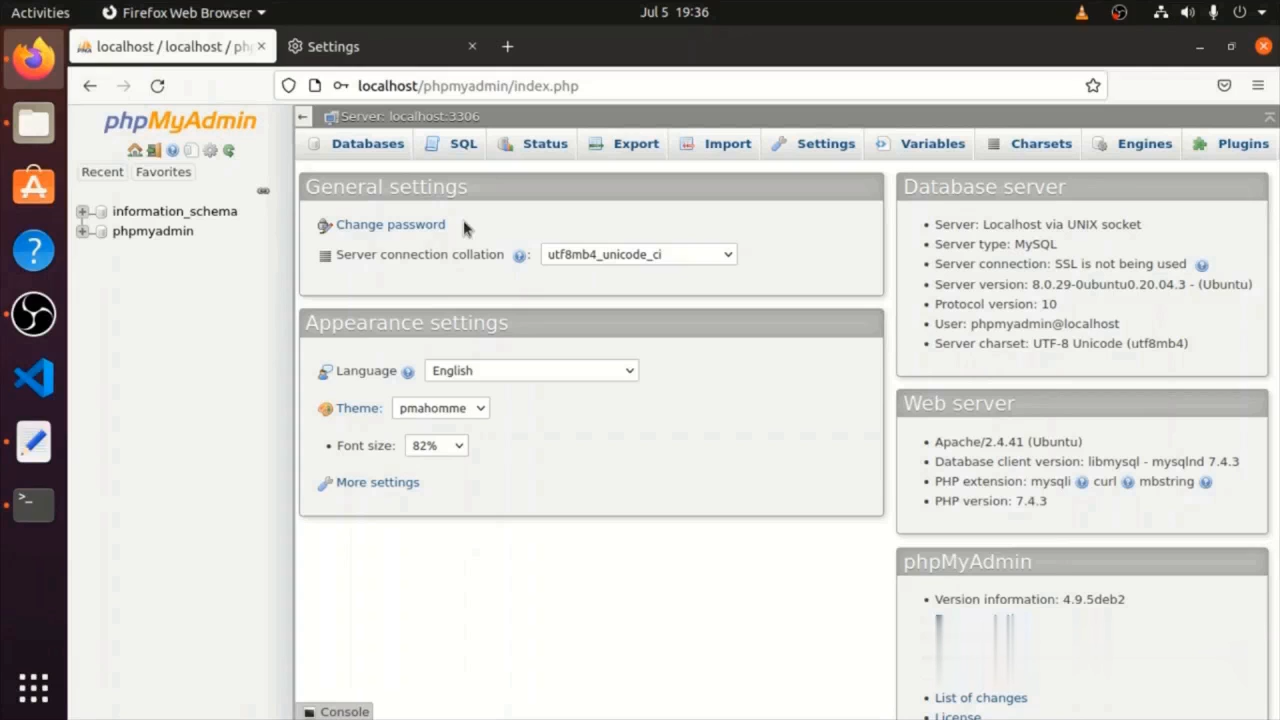 Activities
Firefox Web Browser
Jul 5 19:36
localhost / localhost / ph
Settings
localhost/phpmyadmin/index.php
phpMyAdmin
Recent
Favorites
information_schema
phpmyadmin
Server: localhost:3306
Databases
SQL
Status
Export
Import
Settings
Variables
Charsets
Engines
Plugins
General settings
Change password
Server connection collation :
utf8mb4_unicode_ci
Appearance settings
Language
English
Theme:
pmahomme
Font size:
82%
More settings
Database server
Server: Localhost via UNIX socket
Server type: MySQL
Server connection: SSL is not being used
Server version: 8.0.29-0ubuntu0.20.04.3 - (Ubuntu)
Protocol version: 10
User: phpmyadmin@localhost
Server charset: UTF-8 Unicode (utf8mb4)
Web server
Apache/2.4.41 (Ubuntu)
Database client version: libmysql - mysqlnd 7.4.3
PHP extension: mysqli curl mbstring
PHP version: 7.4.3
phpMyAdmin
Version information: 4.9.5deb2
List of changes
License
Console